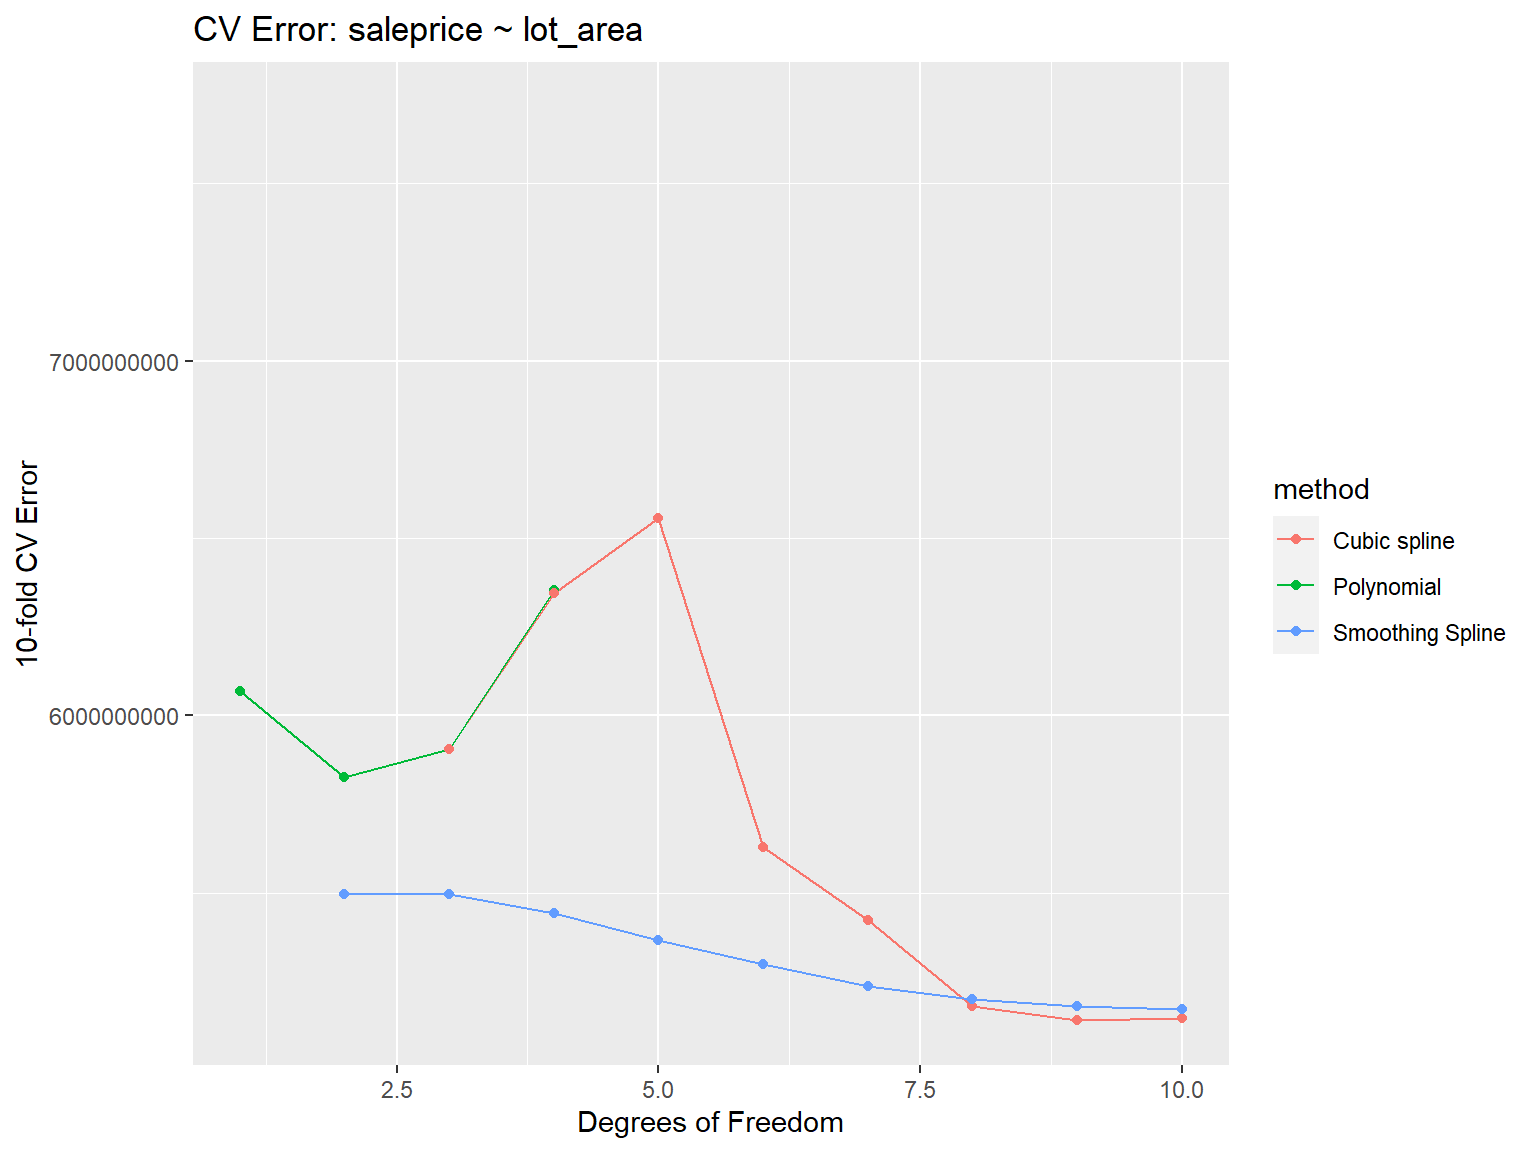 CV Error: saleprice ~ lot_area
10-fold CV Error
7000000000
6000000000
2.5
5.0
7.5
10.0
Degrees of Freedom
method
Cubic spline
Polynomial
Smoothing Spline